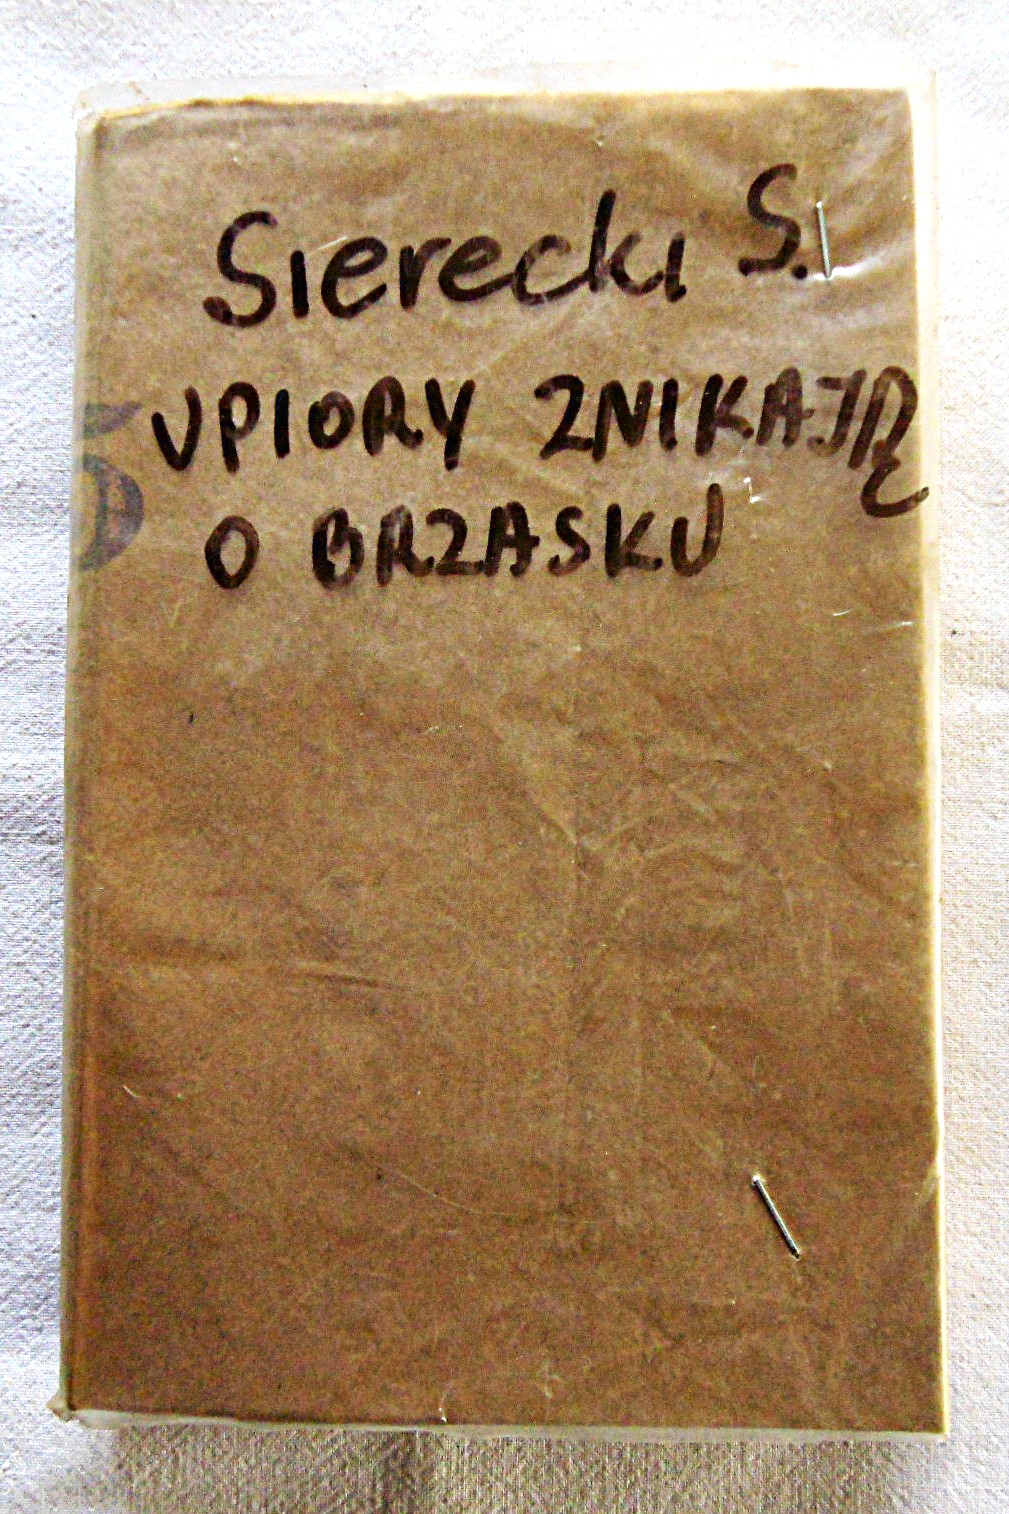 Sierecki S.
UPIORY ZNIKAJĄ
O BRZASKU